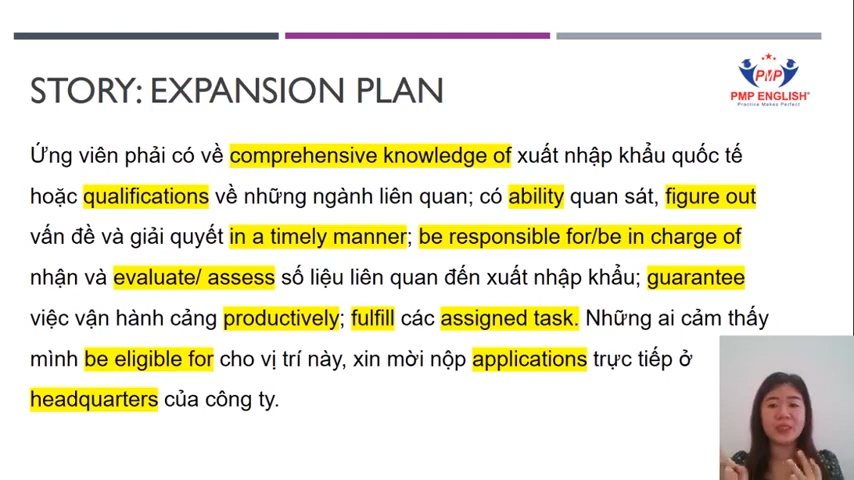 STORY: EXPANSION PLAN
PMP
PMP ENGLISH
Practice Makes Perfect
Ứng viên phải có về comprehensive knowledge of xuất nhập khẩu quốc tế
hoặc qualifications về những ngành liên quan; có ability quan sát, figure out
vấn đề và giải quyết in a timely manner; be responsible for/be in charge of
nhận và evaluate/ assess số liệu liên quan đến xuất nhập khẩu; guarantee
việc vận hành cảng productively; fulfill các assigned task. Những ai cảm thấy
mình be eligible for cho vị trí này, xin mời nộp applications trực tiếp ở
headquarters của công ty.